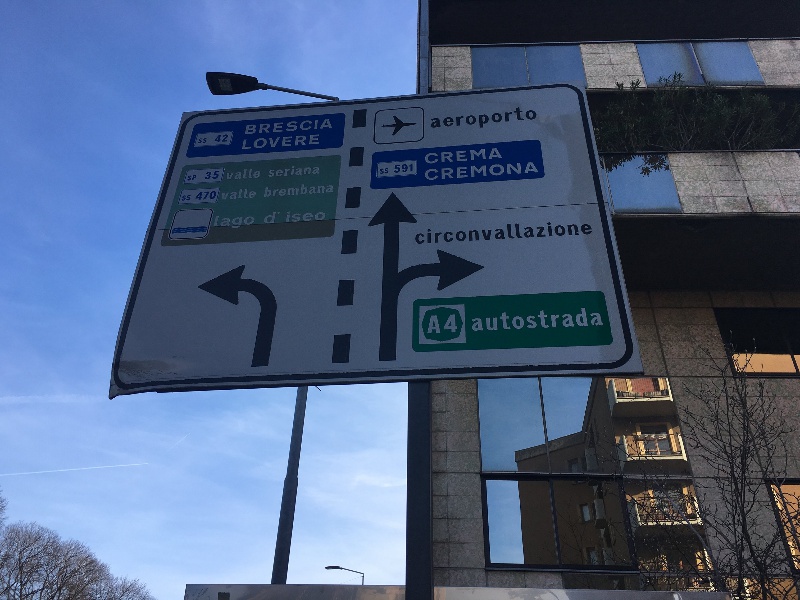 SS 42 BRESCIA
LOVERE
SP 35 valle seriana
SS 470 valle brembana
lago d'iseo
aeroporto
SS 591 CREMA
CREMONA
circonvallazione
A4 autostrada